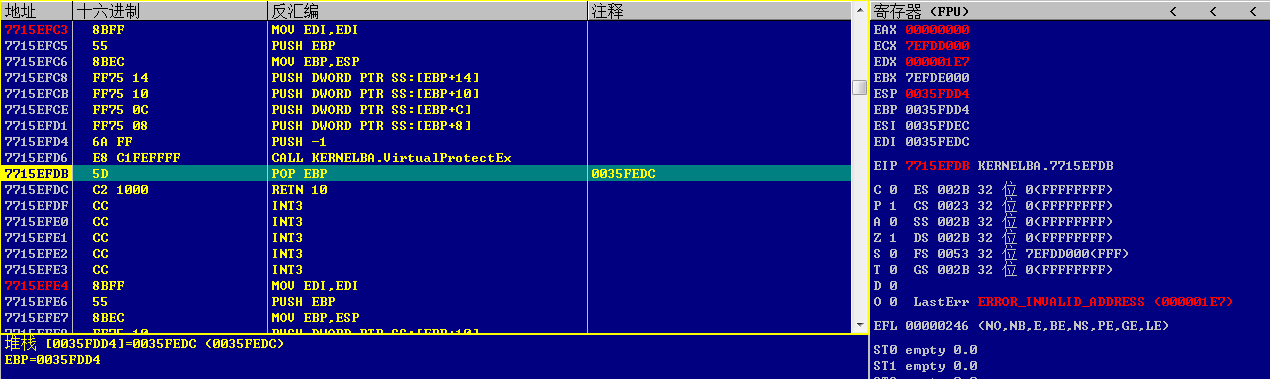 地址 十六进制 反汇编 注释
7715EFC3 8BFF MOV EDI,EDI
7715EFC5 55 PUSH EBP
7715EFC6 8BEC MOV EBP,ESP
7715EFC8 FF75 14 PUSH DWORD PTR SS:[EBP+14]
7715EFCB FF75 10 PUSH DWORD PTR SS:[EBP+10]
7715EFCE FF75 0C PUSH DWORD PTR SS:[EBP+C]
7715EFD1 FF75 08 PUSH DWORD PTR SS:[EBP+8]
7715EFD4 6A FF PUSH -1
7715EFD6 E8 C1FEFFFF CALL KERNELBA.VirtualProtectEx
7715EFDB 5D POP EBP 0035FEDC
7715EFDC C2 1000 RETN 10
7715EFDF CC INT3
7715EFE0 CC INT3
7715EFE1 CC INT3
7715EFE2 CC INT3
7715EFE3 CC INT3
7715EFE4 8BFF MOV EDI,EDI
7715EFE6 55 PUSH EBP
7715EFE7 8BEC MOV EBP,ESP
堆栈 [0035FDD4]=0035FEDC (0035FEDC)
EBP=0035FDD4
寄存器 (FPU) < < <
EAX 00000000
ECX 7EFDD000
EDX 000001E7
EBX 7EFDE000
ESP 0035FDD4
EBP 0035FDD4
ESI 0035FDEC
EDI 0035FEDC
EIP 7715EFDB KERNELBA.7715EFDB
C 0 ES 002B 32 位 0(FFFFFFFF)
P 1 CS 0023 32 位 0(FFFFFFFF)
A 0 SS 002B 32 位 0(FFFFFFFF)
Z 1 DS 002B 32 位 0(FFFFFFFF)
S 0 FS 0053 32 位 7EFDD000(FFF)
T 0 GS 002B 32 位 0(FFFFFFFF)
D 0
O 0 LastErr ERROR_INVALID_ADDRESS (000001E7)
EFL 00000246 (NO,NB,E,BE,NS,PE,GE,LE)
ST0 empty 0.0
ST1 empty 0.0